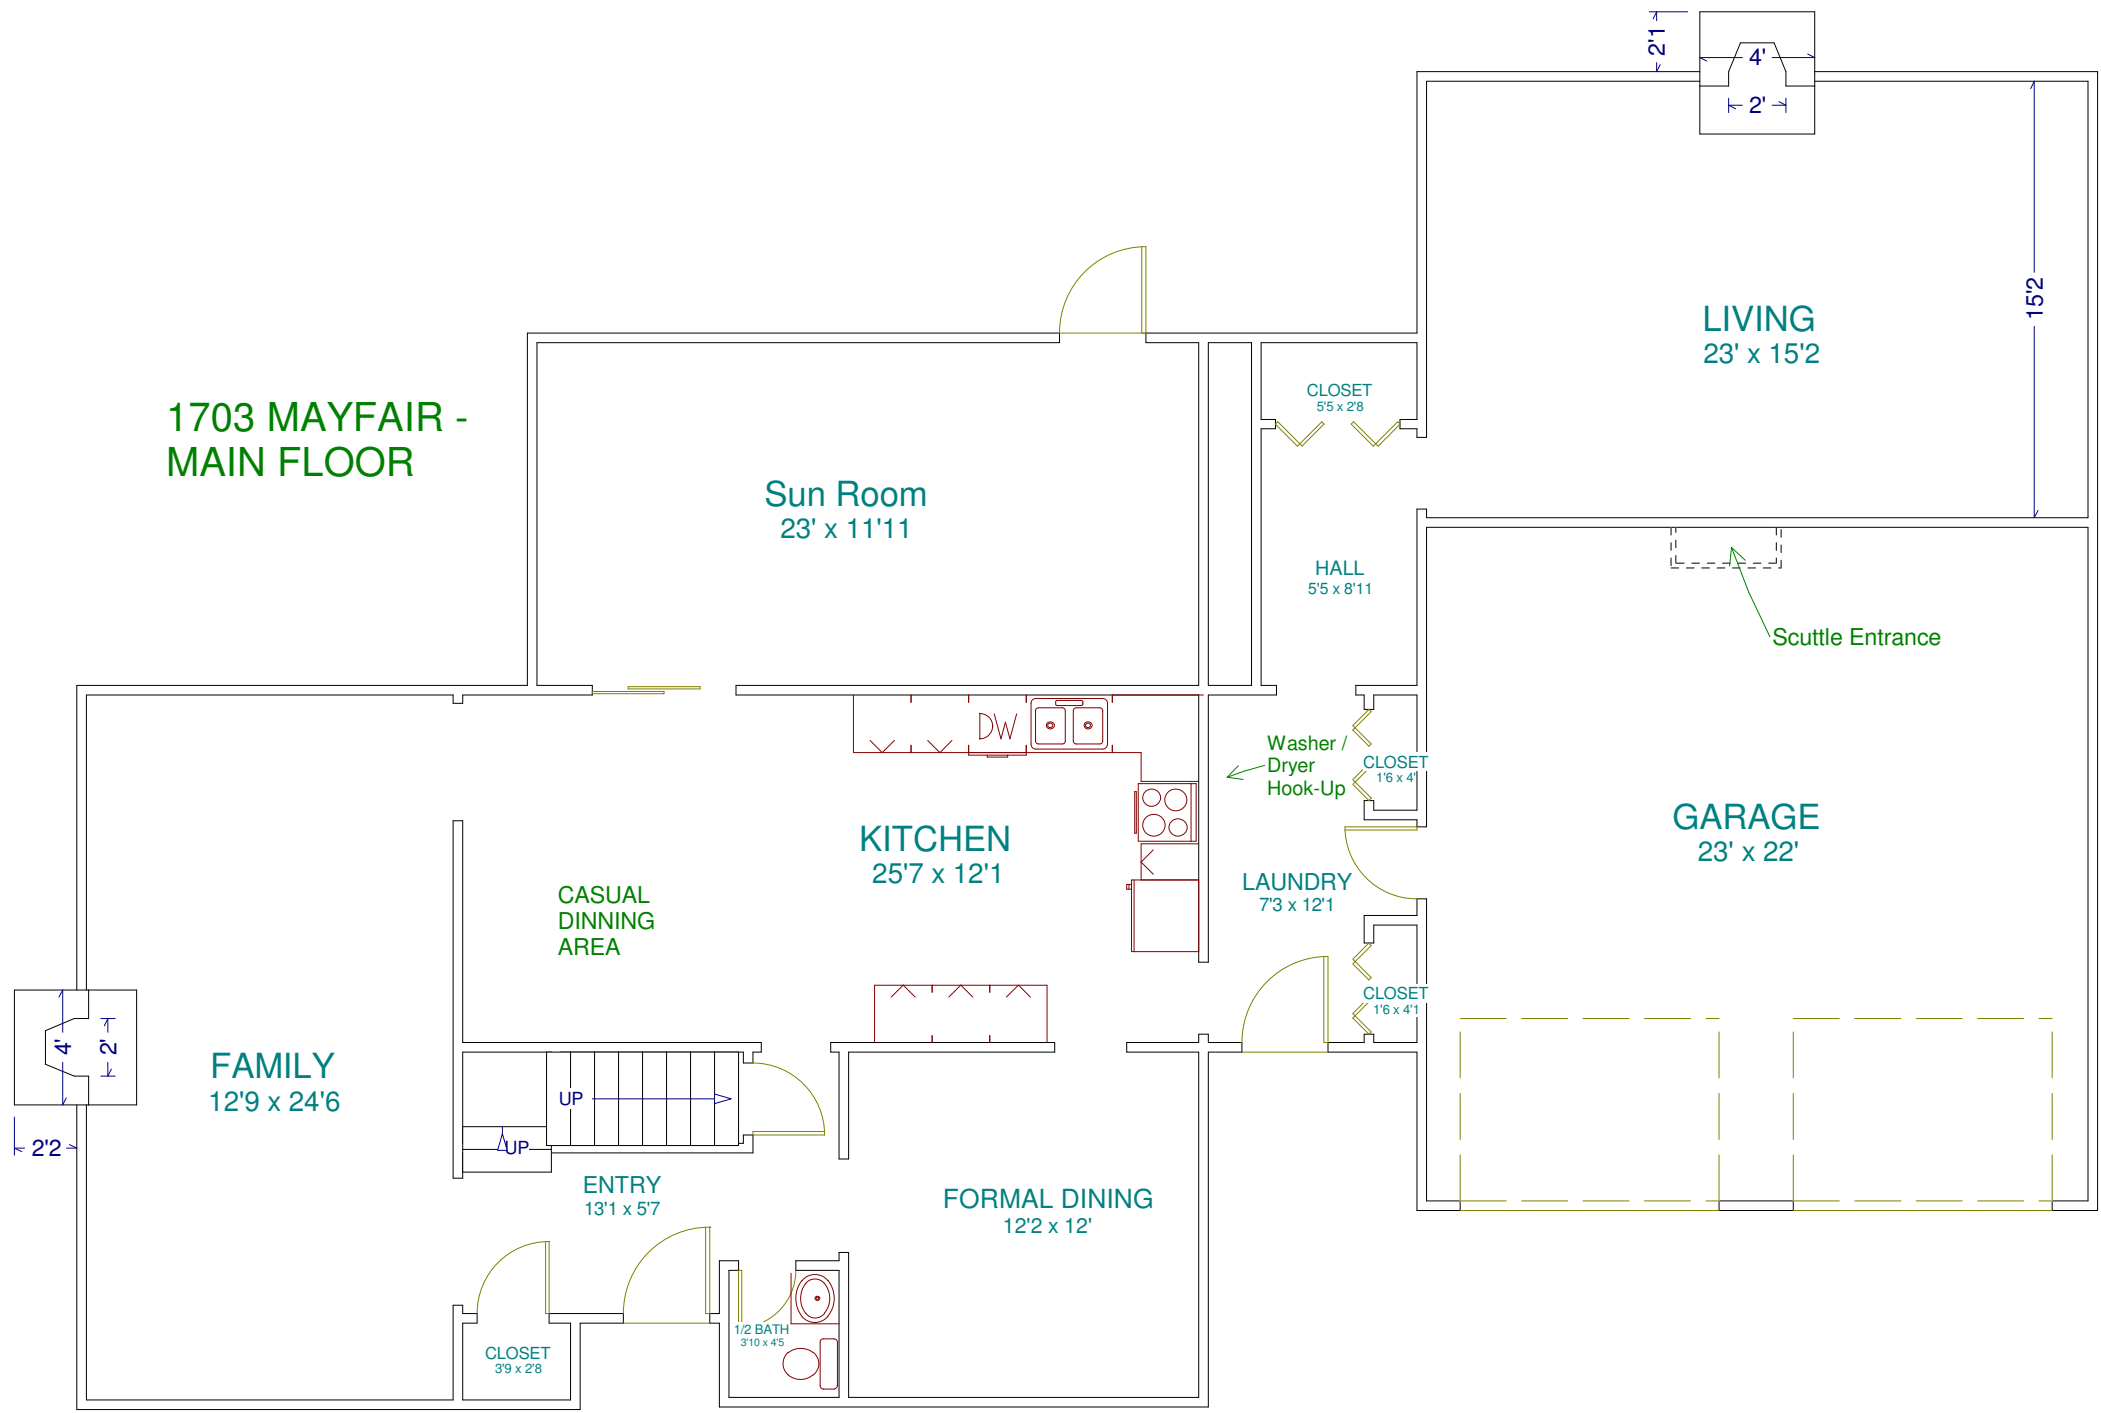 2'1
4'
2'
15'2
LIVING
23' x 15'2
CLOSET
5'5 x 2'8
1703 MAYFAIR -
MAIN FLOOR
Sun Room
23' x 11'11
HALL
5'5 x 8'11
Scuttle Entrance
DW
Washer /
Dryer
Hook-Up
CLOSET
1'6 x 4'
KITCHEN
25'7 x 12'1
GARAGE
23' x 22'
CASUAL
DINNING
AREA
LAUNDRY
7'3 x 12'1
CLOSET
1'6 x 4'1
4'
2'
FAMILY
12'9 x 24'6
2'2
UP
UP
ENTRY
13'1 x 5'7
FORMAL DINING
12'2 x 12'
1/2 BATH
3'10 x 4'5
CLOSET
3'9 x 2'8